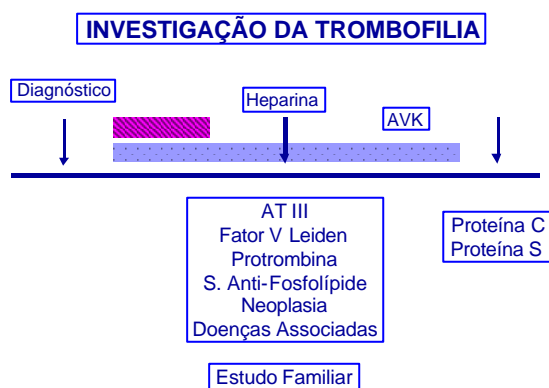 INVESTIGAÇÃO DA TROMBOFILIA
Diagnóstico
Heparina
AVK
AT III
Fator V Leiden
Protrombina
S. Anti-Fosfolípide
Neoplasia
Doenças Associadas
Proteína C
Proteína S
Estudo Familiar